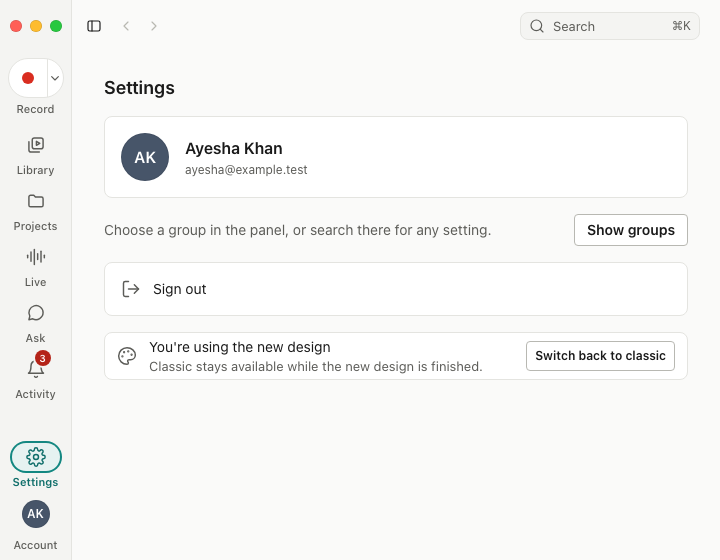 Search
⌘K
Record
Library
Projects
Live
Ask
3
Activity
Settings
AK
Account
Settings
AK
Ayesha Khan
ayesha@example.test
Choose a group in the panel, or search there for any setting.
Show groups
Sign out
You're using the new design
Classic stays available while the new design is finished.
Switch back to classic